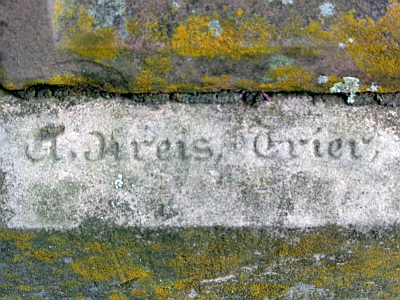 A. Kreis, Trier,